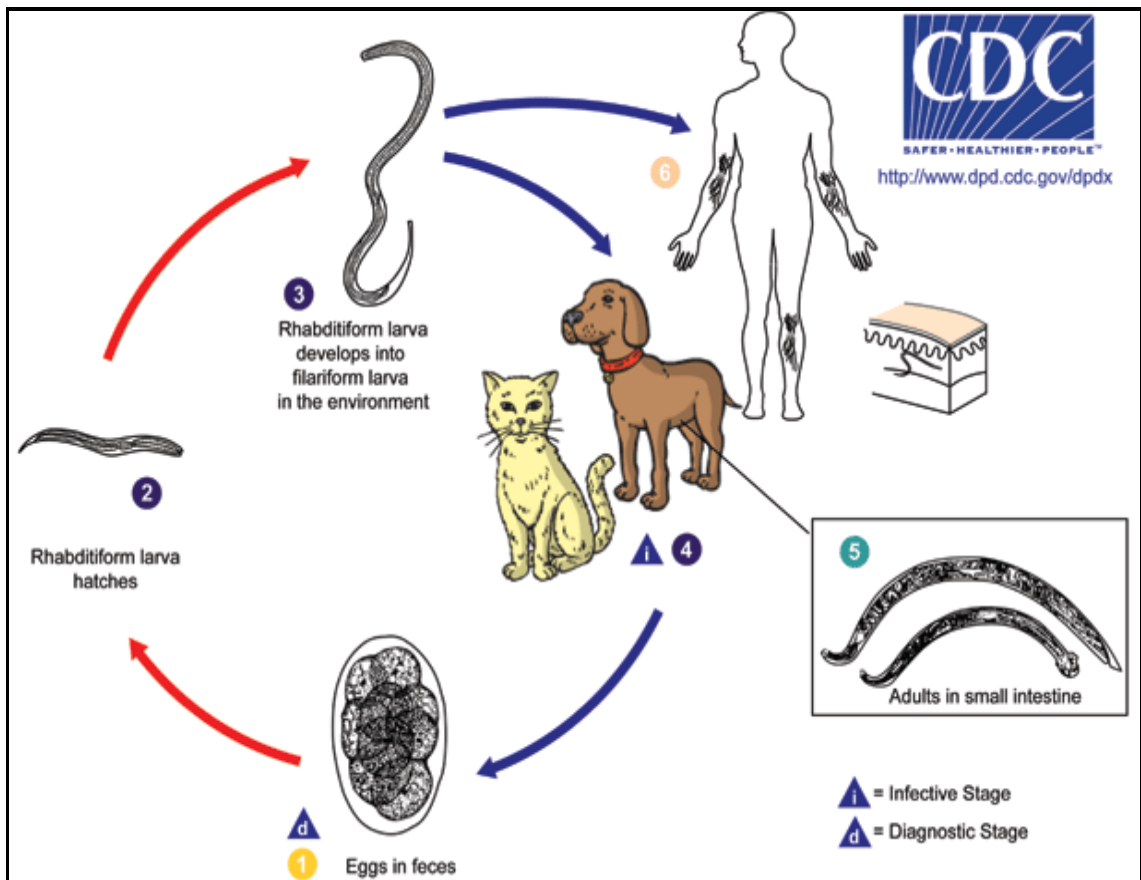 CDC
SAFER•HEALTHIER•PEOPLE™
http://www.dpd.cdc.gov/dpdx
6
3
Rhabditiform larva
develops into
filariform larva
in the environment
2
Rhabditiform larva
hatches
i 4
5
Adults in small intestine
d
1 Eggs in feces
i = Infective Stage
d = Diagnostic Stage